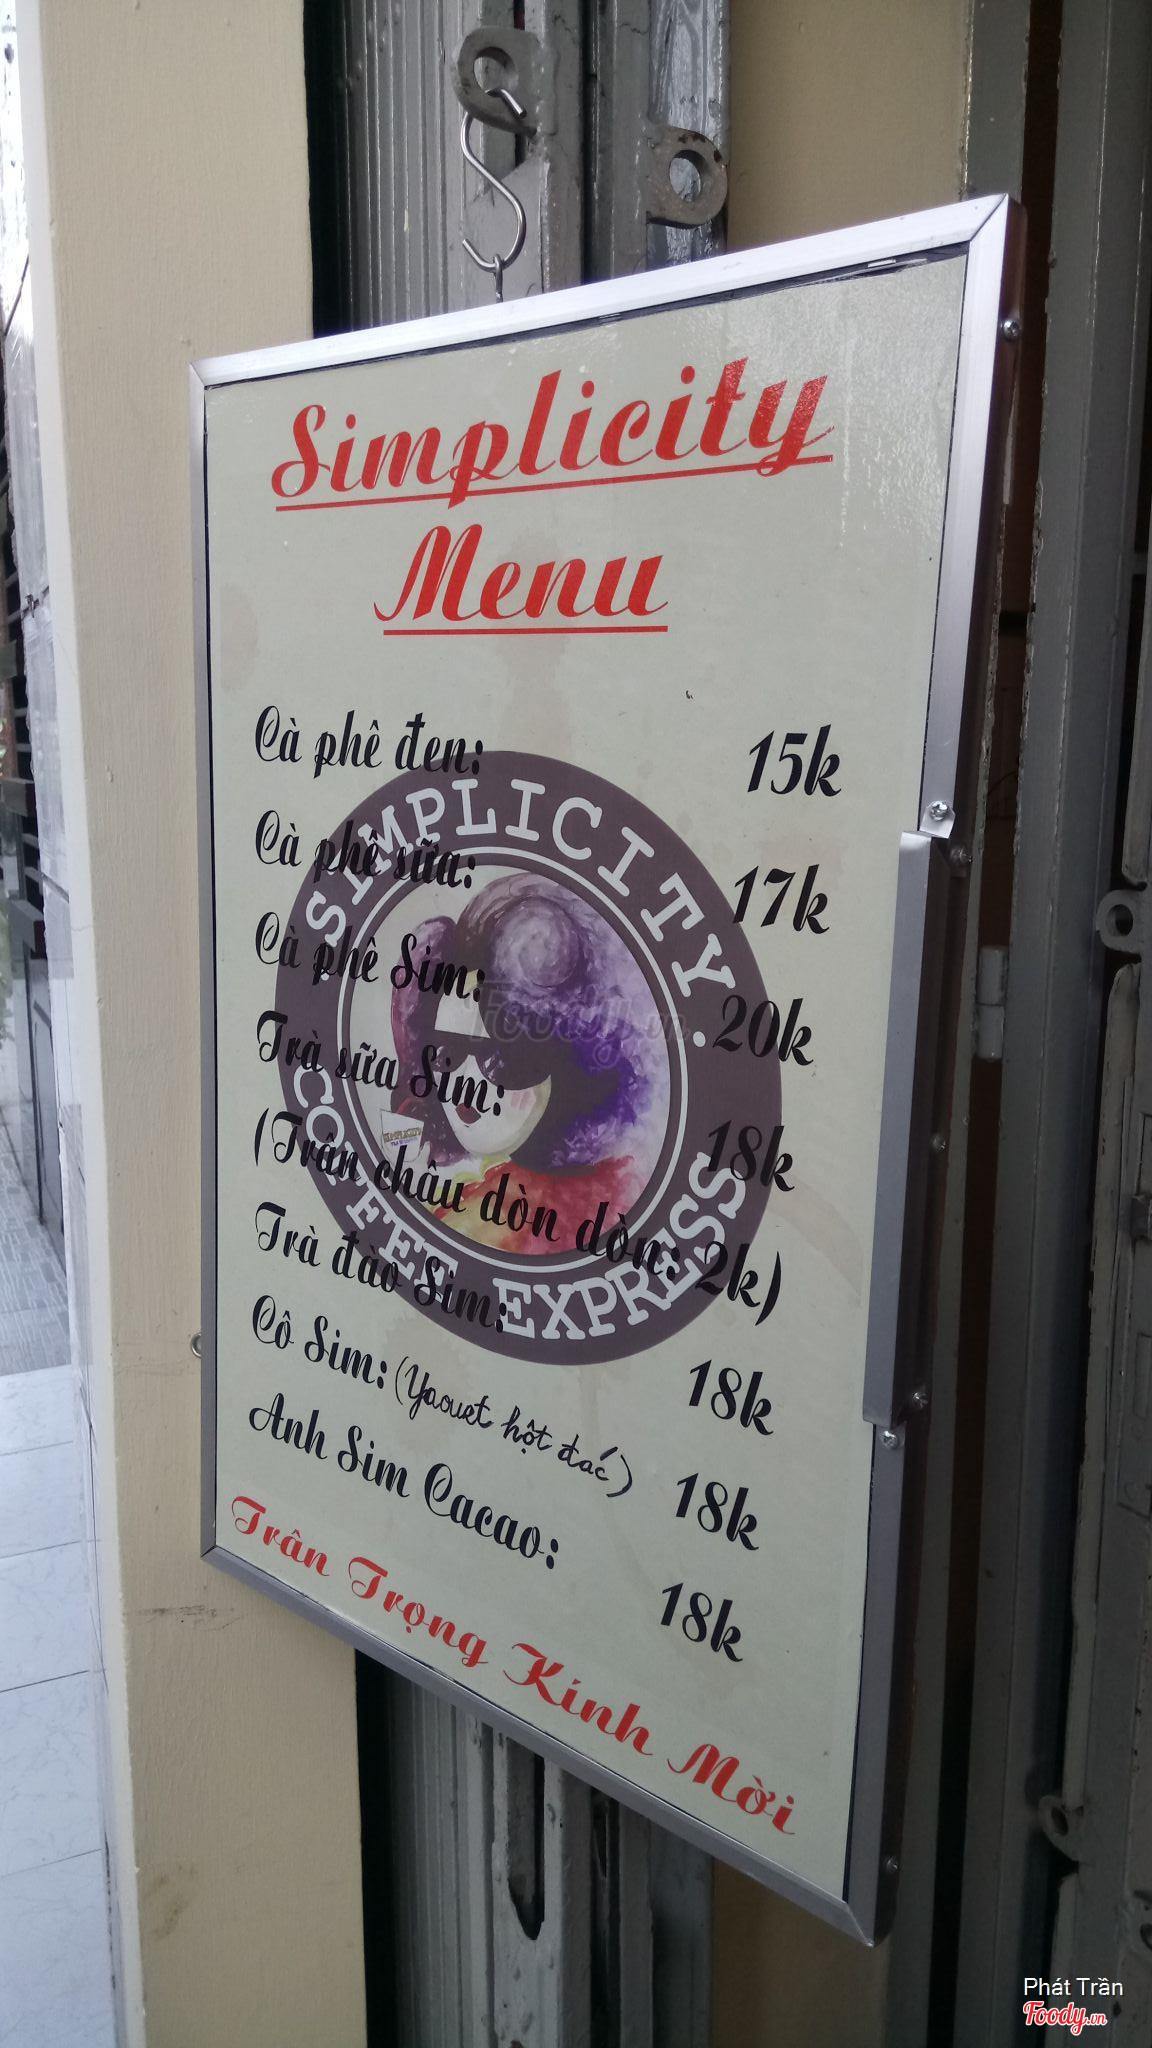 Simplicity
Menu
Cà phê đen: 15k
Cà phê sữa: 17k
Cà phê Sim: 20k
Trà sữa Sim: 18k
(Trân châu dòn dòn: 2k)
Trà đào Sim: 18k
Cô Sim: (Yaourt hột đác) 18k
Anh Sim Cacao: 18k
Trân Trọng Kính Mời
SIMPLICITY
COFFEE EXPRESS
Foody.vn
Phát Trần
Foody.vn